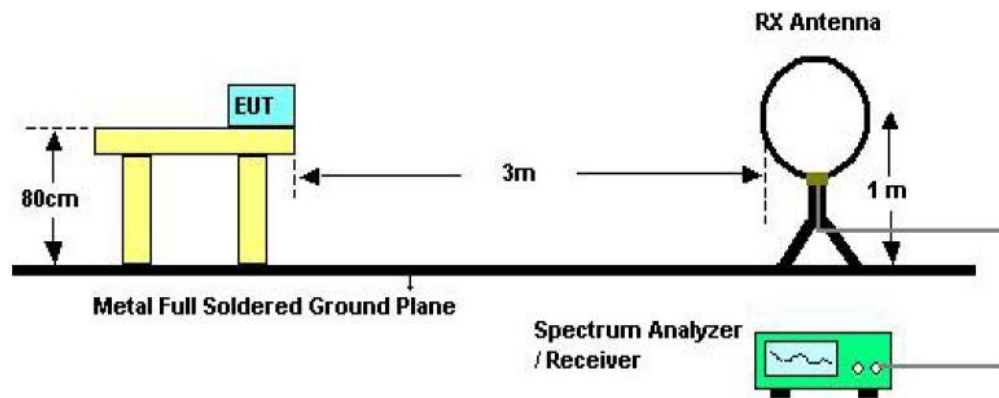 RX Antenna
EUT
80cm
3m
1 m
Metal Full Soldered Ground Plane
Spectrum Analyzer
/ Receiver